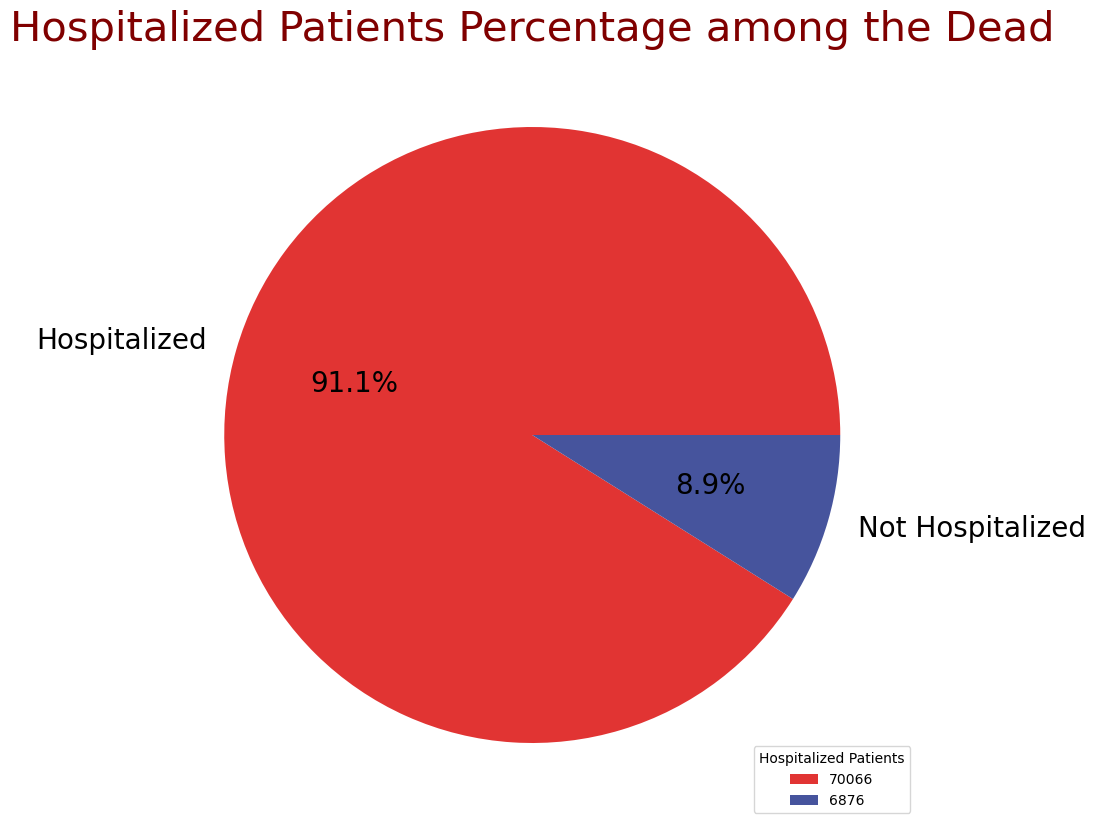 Hospitalized Patients Percentage among the Dead
Hospitalized
91.1%
8.9%
Not Hospitalized
Hospitalized Patients
70066
6876